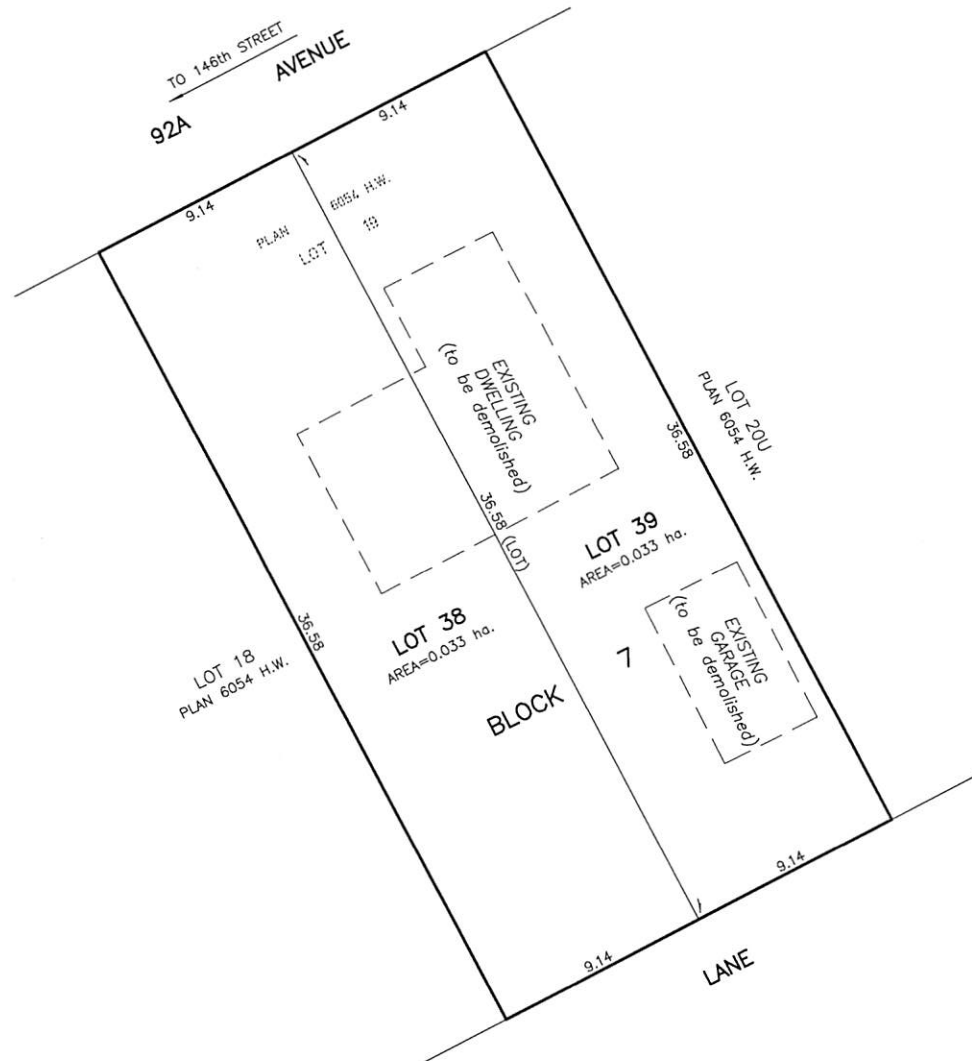 TO 146th STREET
92A AVENUE
9.14
9.14
PLAN 6054 H.W.
LOT 19
EXISTING
DWELLING
(to be demolished)
36.58
LOT 20U
PLAN 6054 H.W.
36.58 (LOT)
LOT 39
AREA=0.033 ha.
36.58
LOT 18
PLAN 6054 H.W.
LOT 38
AREA=0.033 ha.
EXISTING
GARAGE
(to be demolished)
BLOCK 7
9.14
9.14
LANE